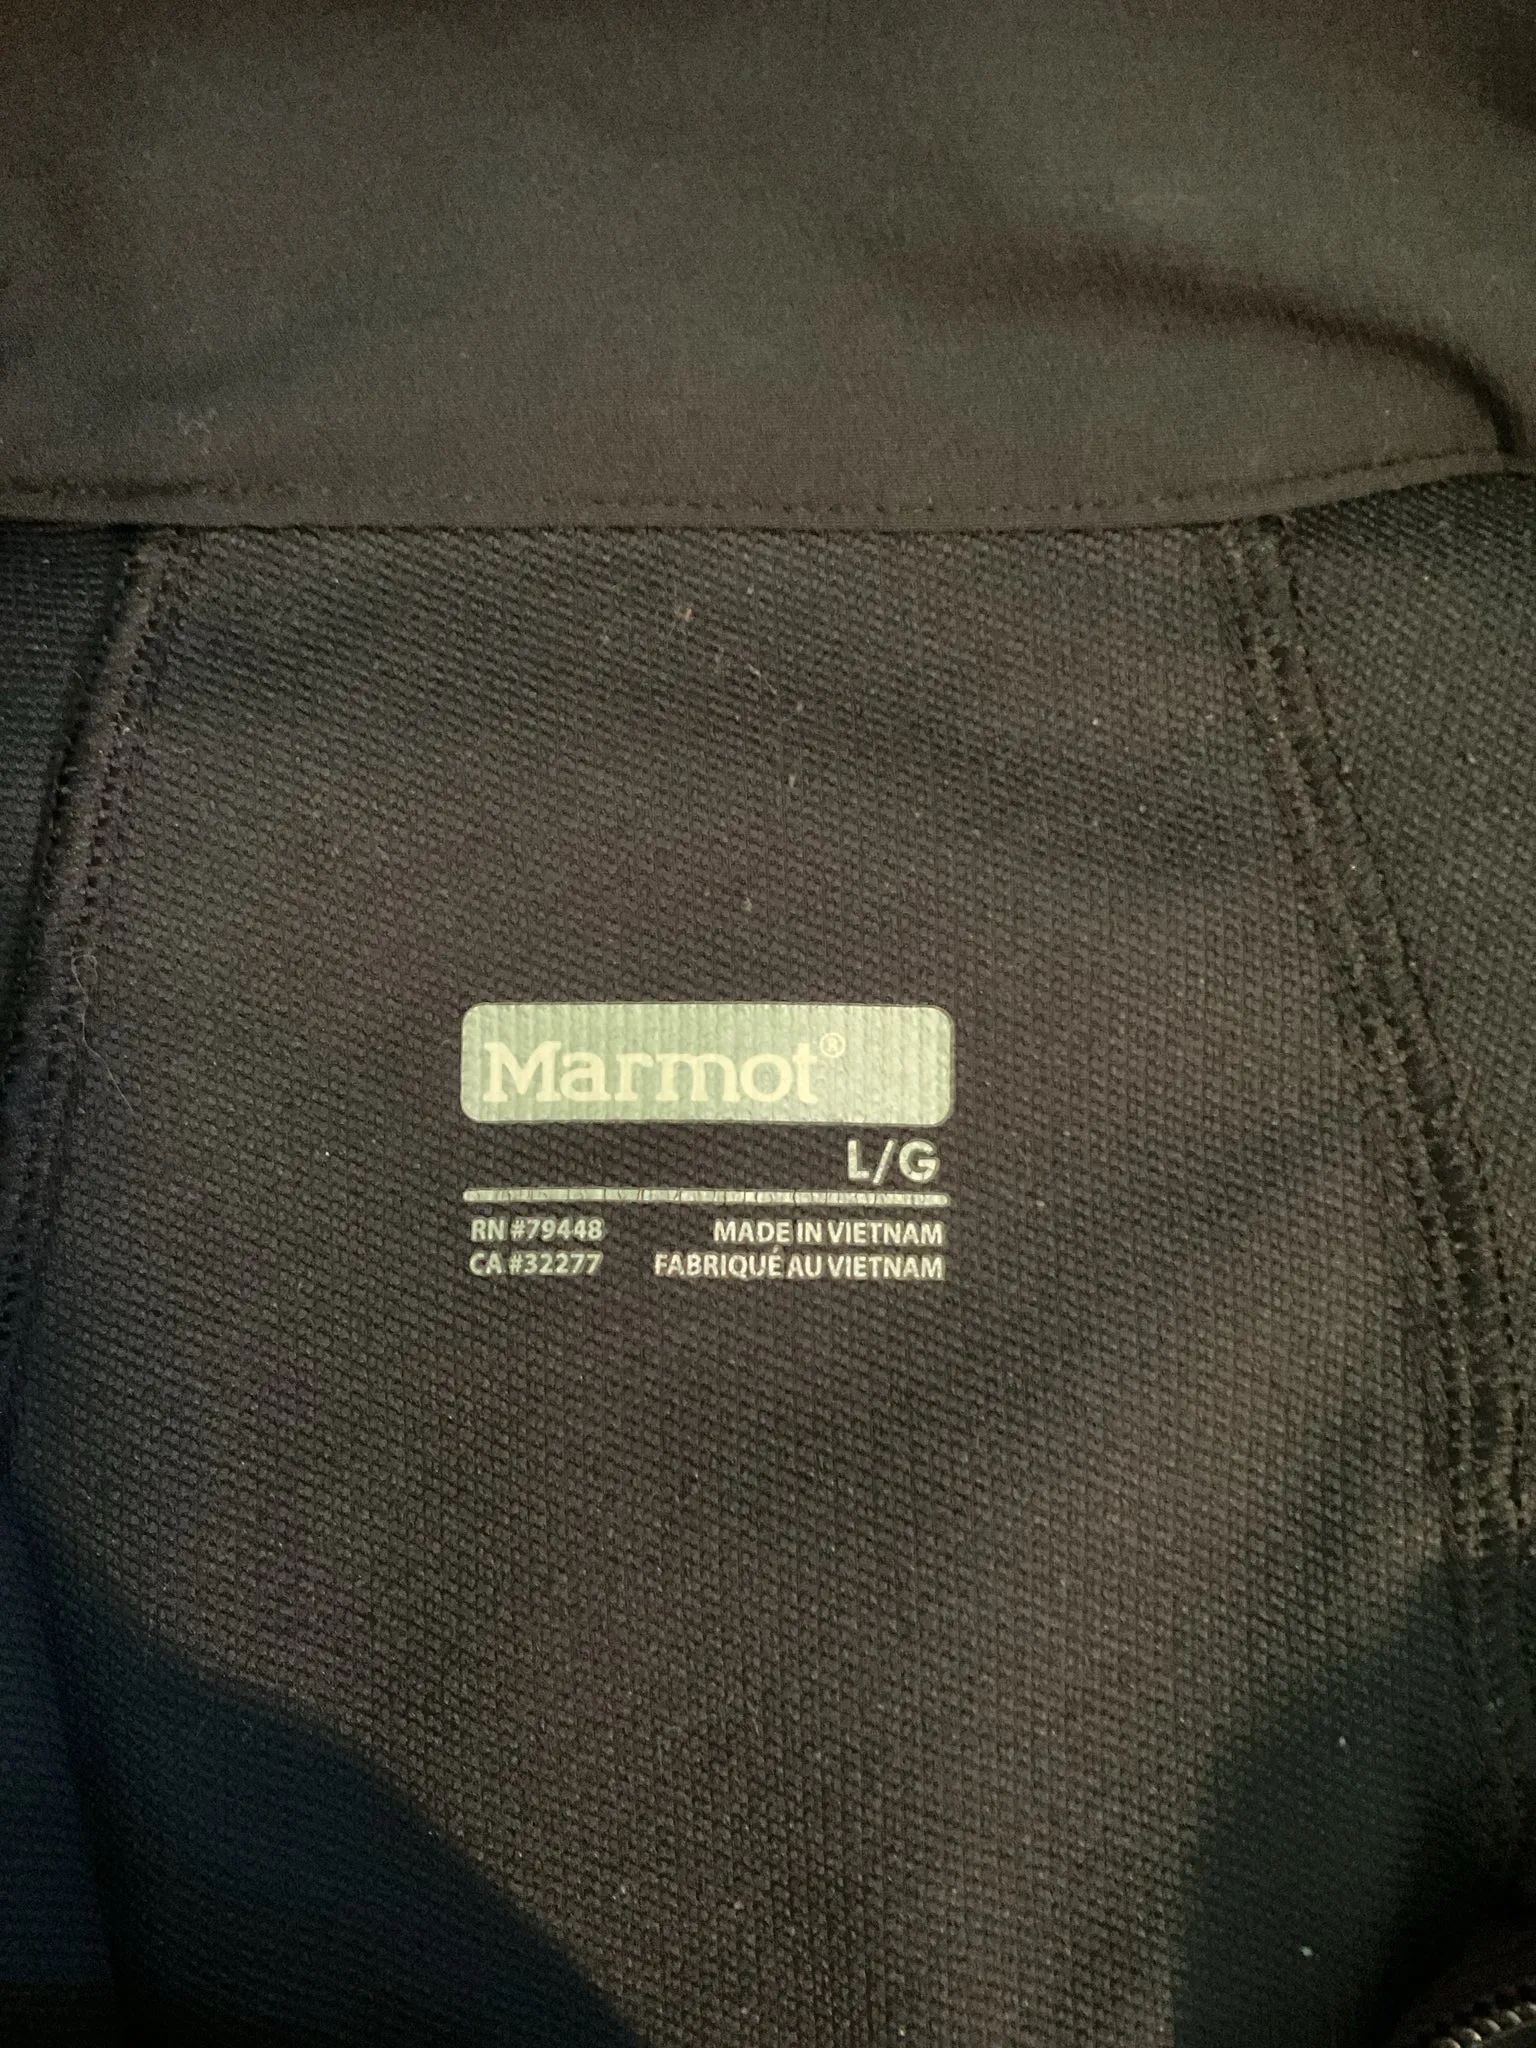 Marmot®
L/G
RN #79448 MADE IN VIETNAM
CA #32277 FABRIQUÉ AU VIETNAM